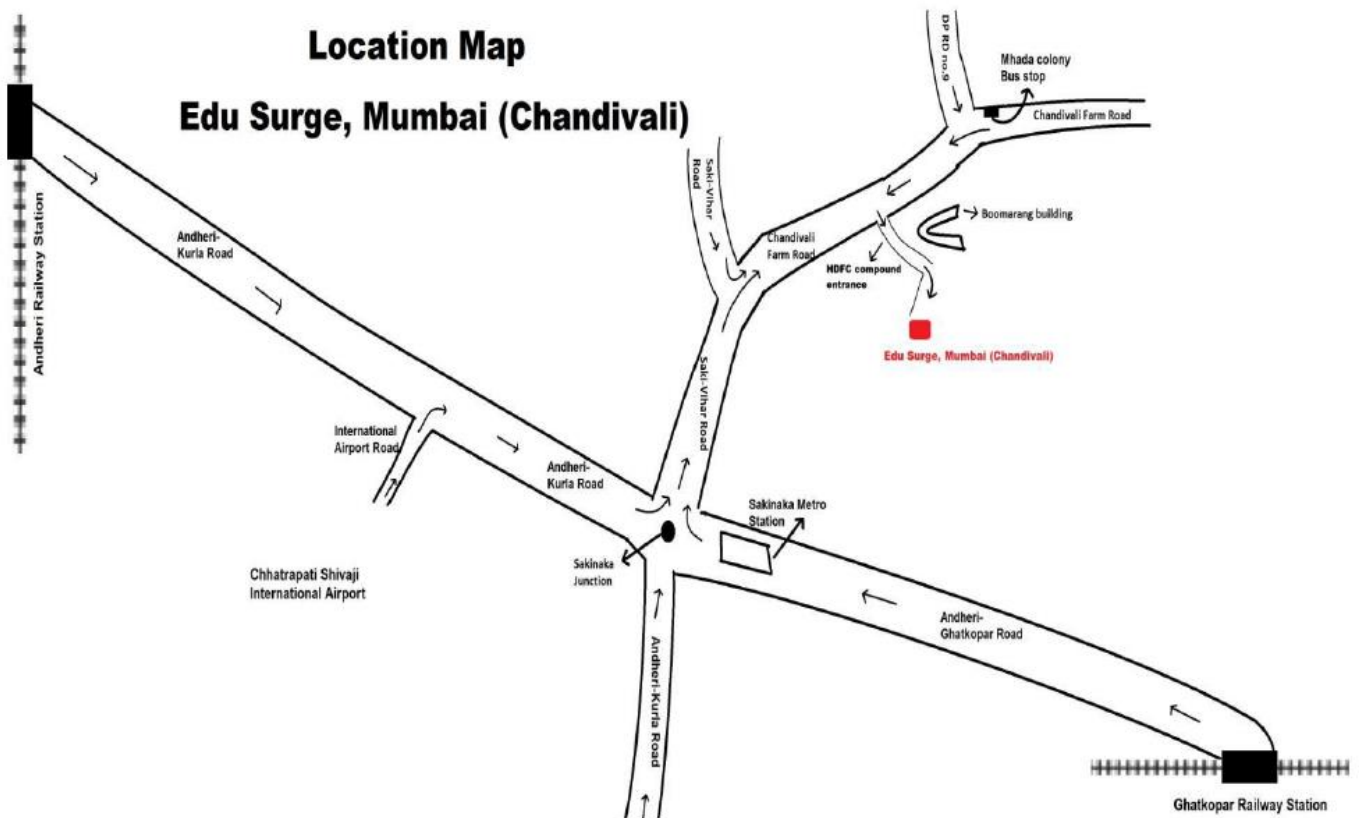 Location Map
Edu Surge, Mumbai (Chandivali)
DP RD no.9
Mhada colony
Bus stop
Chandivali Farm Road
Saki-Vihar
Road
Boomarang building
Chandivali
Farm Road
HDFC compound
entrance
Edu Surge, Mumbai (Chandivali)
Andheri Railway Station
Andheri-
Kurla Road
Saki-Vihar Road
International
Airport Road
Andheri-
Kurla Road
Sakinaka Metro
Station
Sakinaka
Junction
Chhatrapati Shivaji
International Airport
Andheri-
Ghatkopar Road
Andheri-Kurla Road
Ghatkopar Railway Station